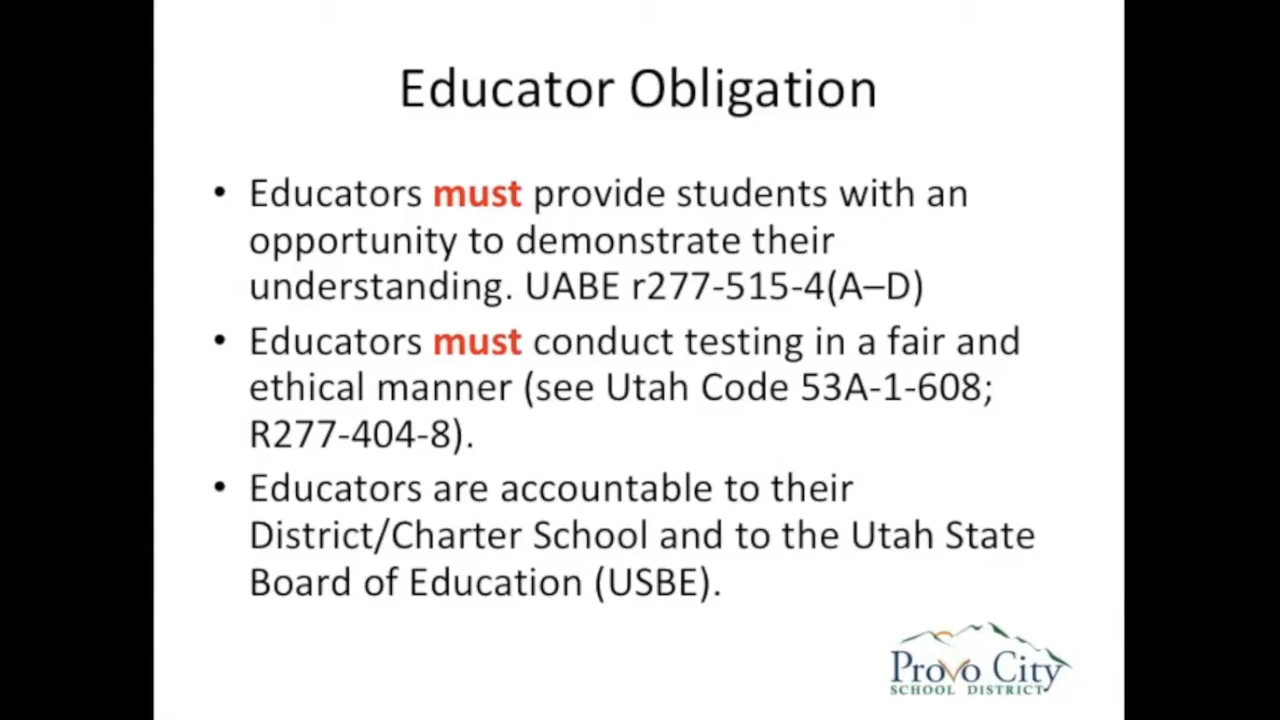 Educator Obligation
• Educators must provide students with an
opportunity to demonstrate their
understanding. UABE r277-515-4(A–D)
• Educators must conduct testing in a fair and
ethical manner (see Utah Code 53A-1-608;
R277-404-8).
• Educators are accountable to their
District/Charter School and to the Utah State
Board of Education (USBE).
Provo City
SCHOOL DISTRICT